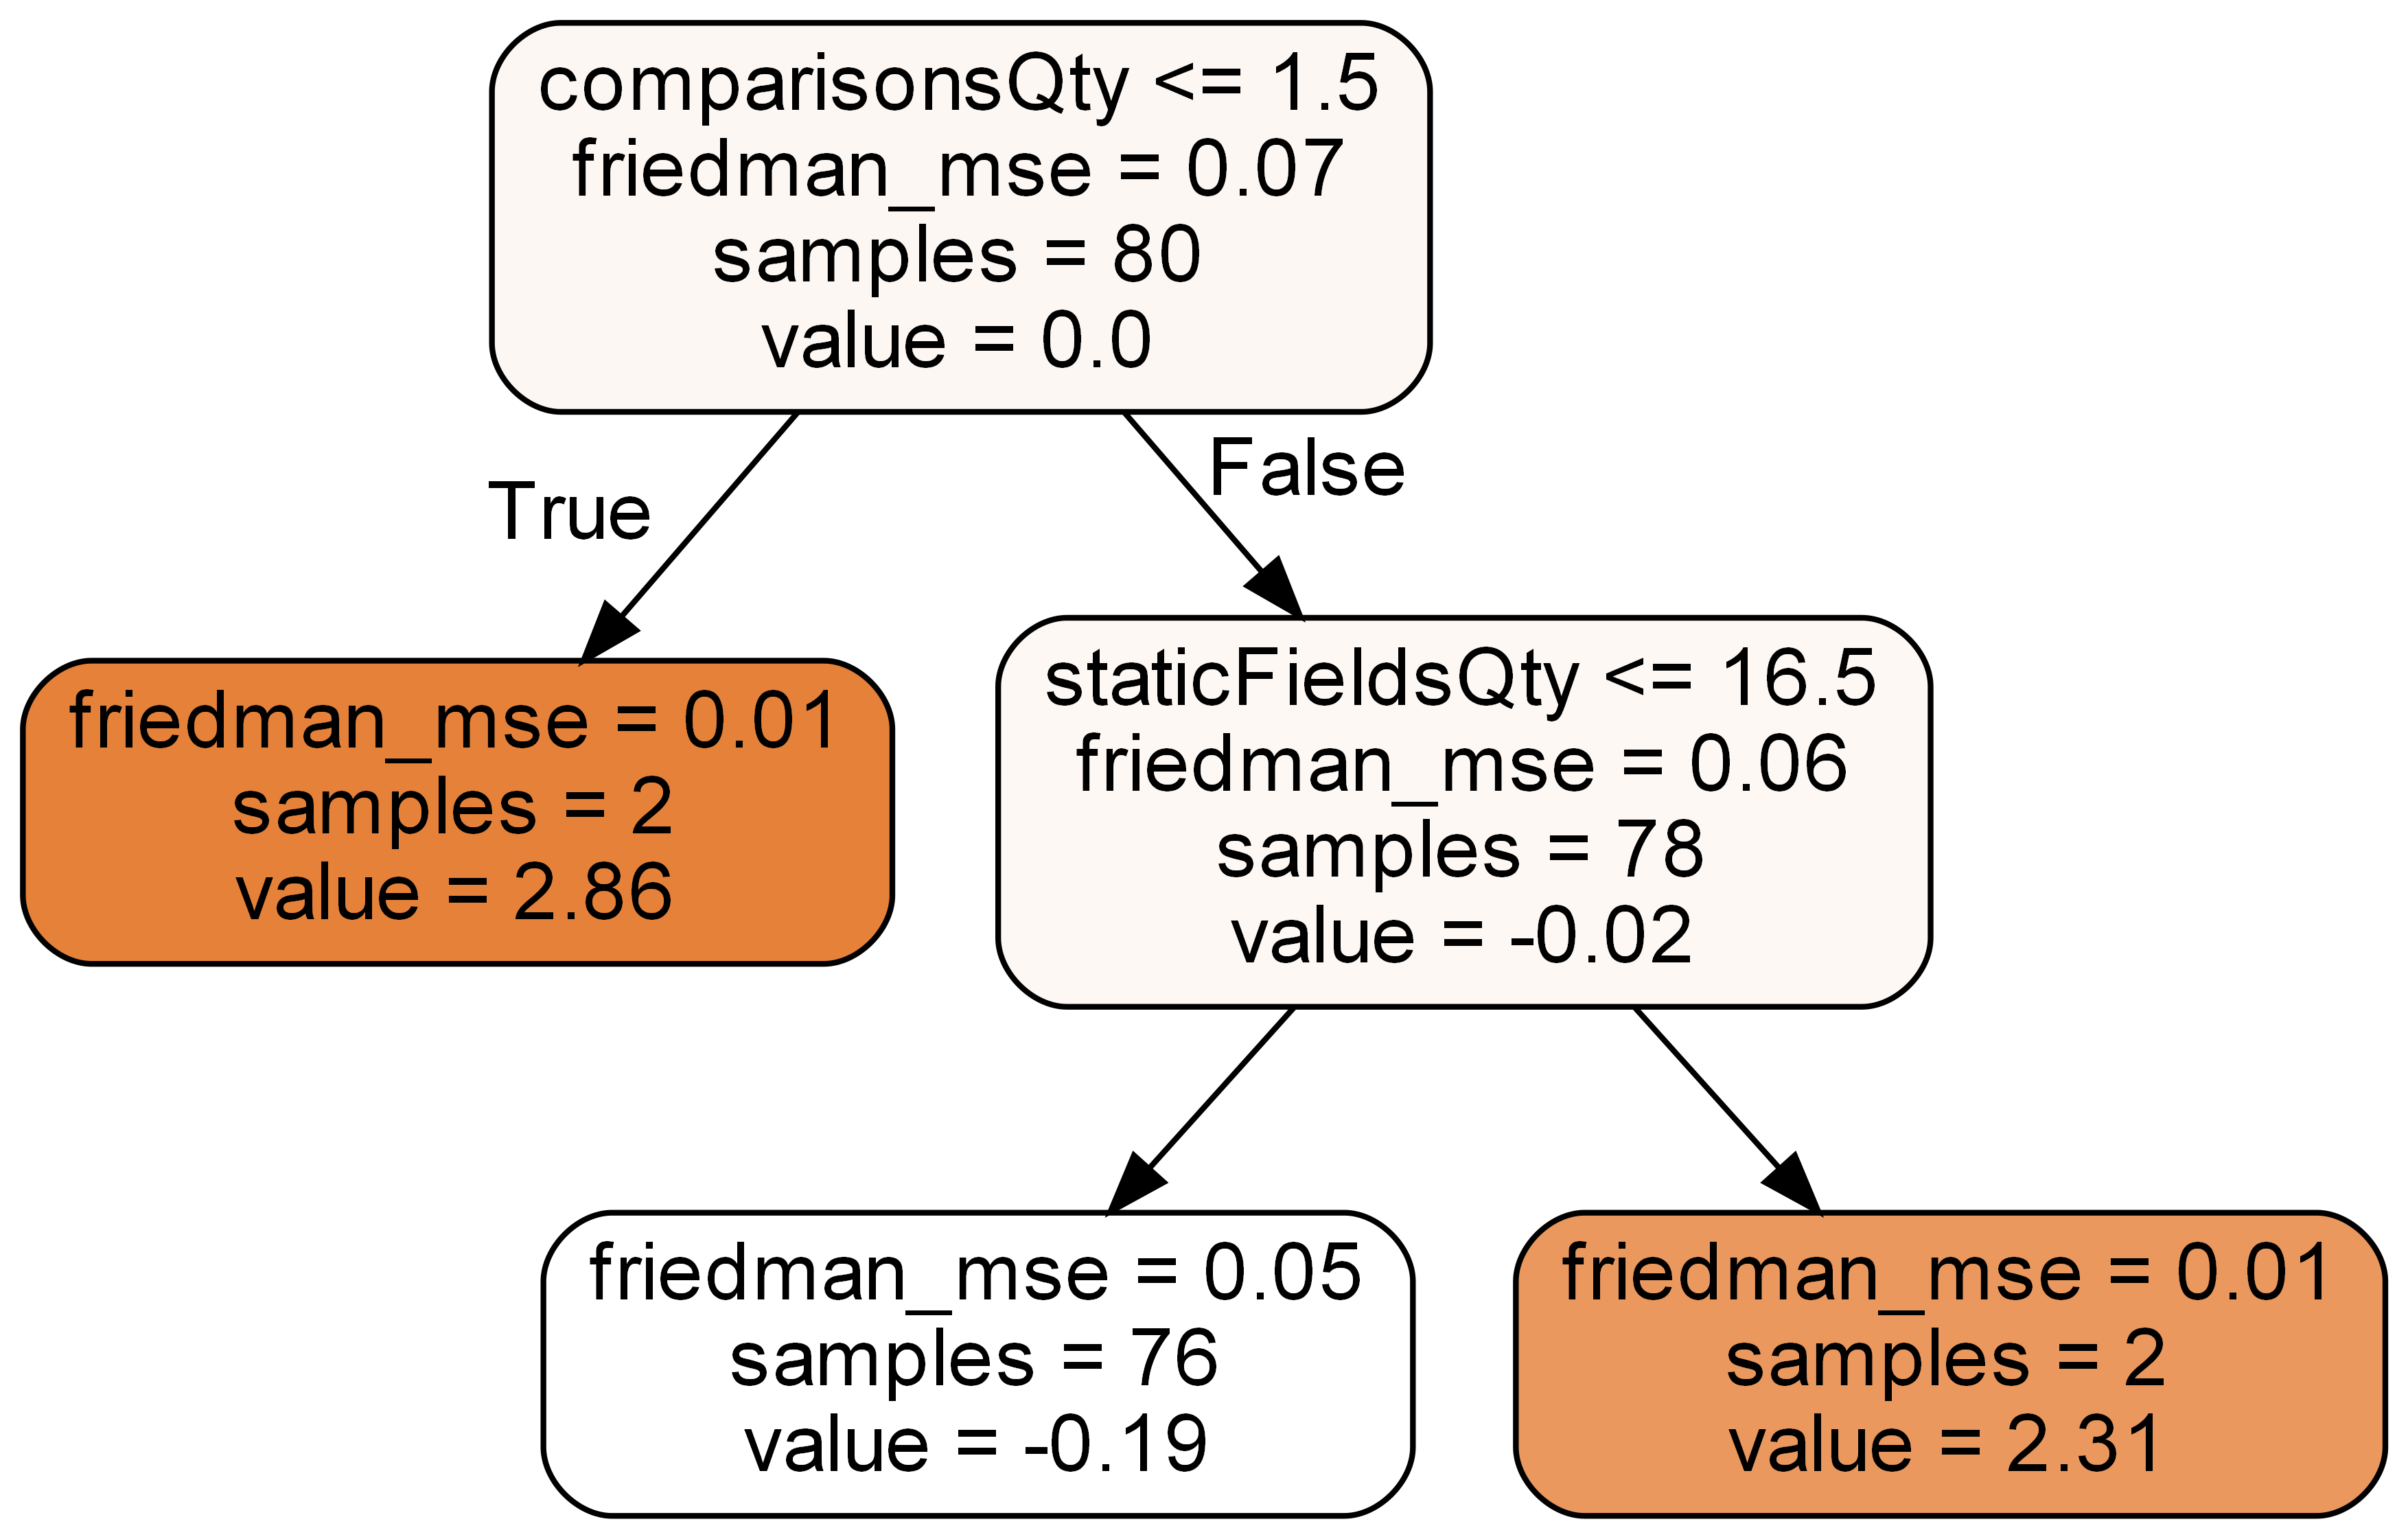 comparisonsQty <= 1.5
friedman_mse = 0.07
samples = 80
value = 0.0
True
False
friedman_mse = 0.01
samples = 2
value = 2.86
staticFieldsQty <= 16.5
friedman_mse = 0.06
samples = 78
value = -0.02
friedman_mse = 0.05
samples = 76
value = -0.19
friedman_mse = 0.01
samples = 2
value = 2.31